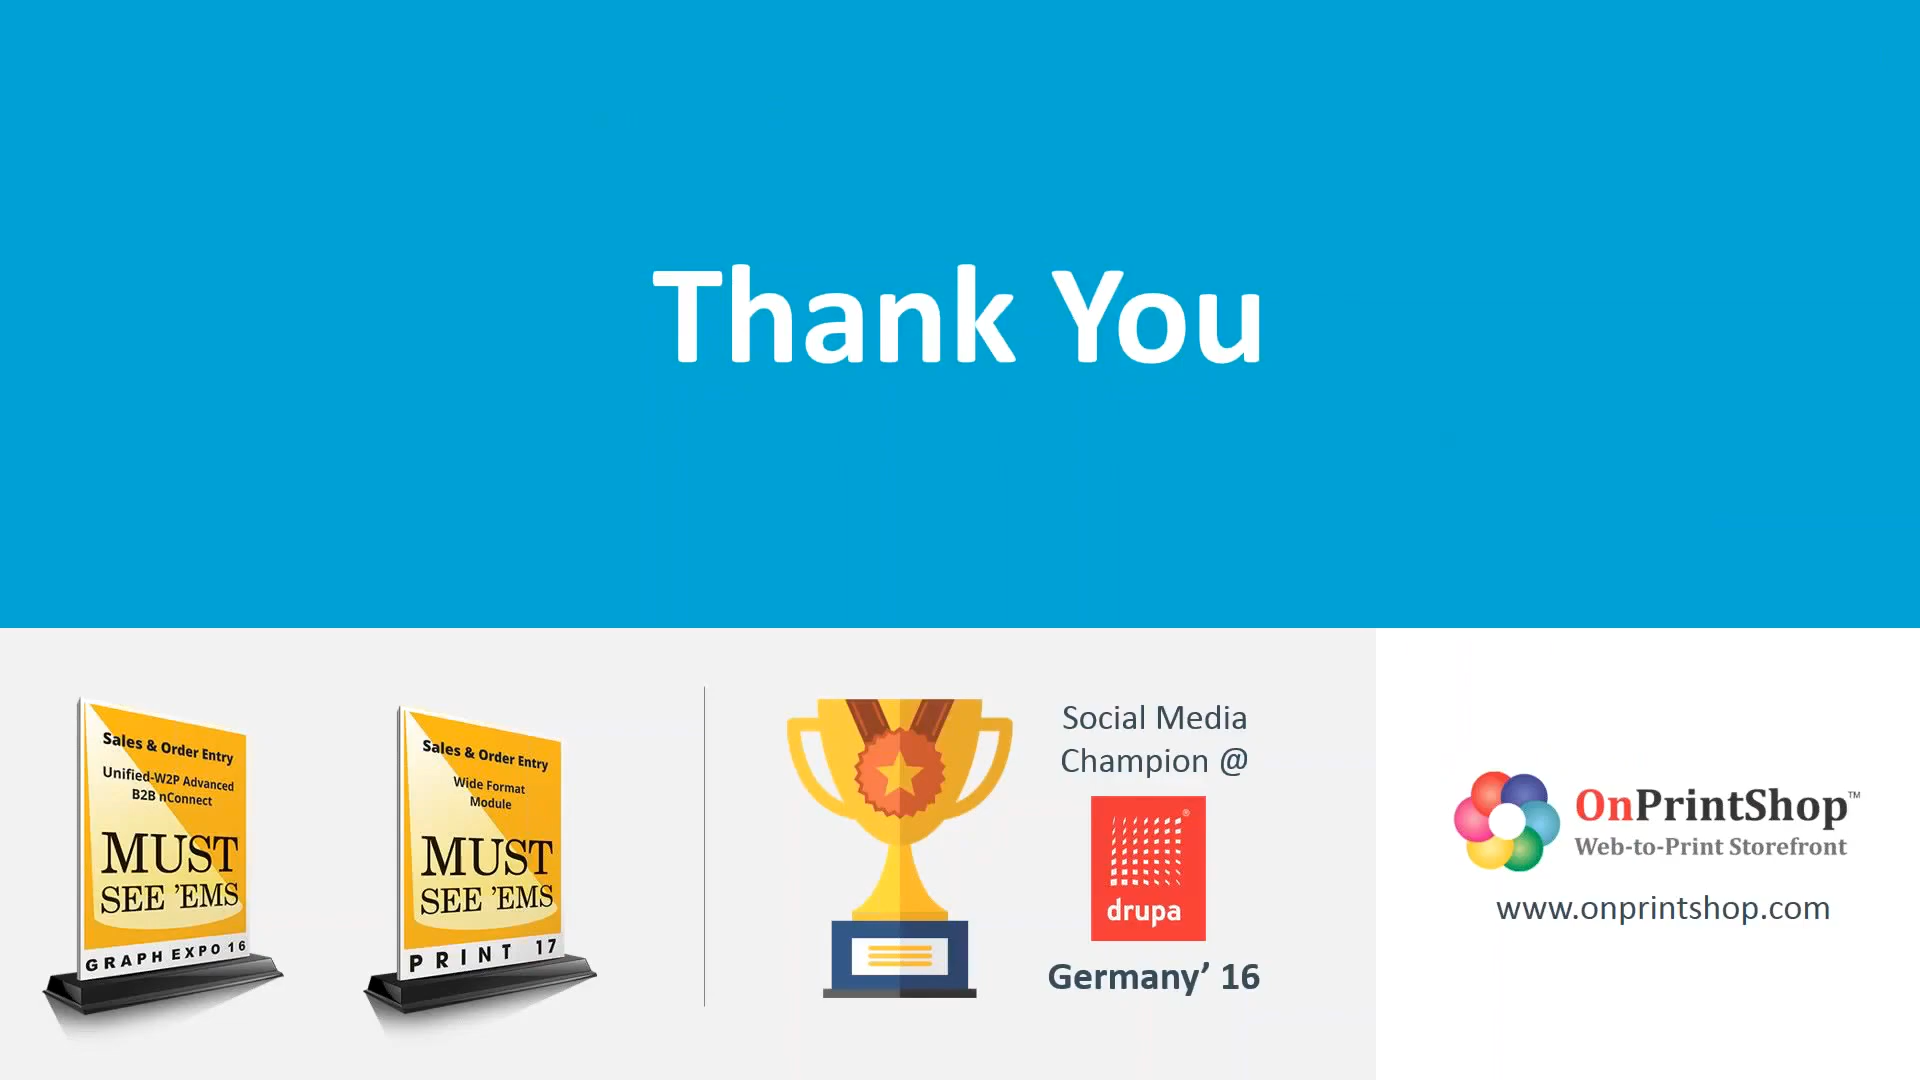 Thank You
Sales & Order Entry
Unified-W2P Advanced
B2B nConnect
MUST
SEE 'EMS
GRAPH EXPO 16
Sales & Order Entry
Wide Format
Module
MUST
SEE 'EMS
PRINT 17
Social Media
Champion @
drupa®
Germany’ 16
OnPrintShop™
Web-to-Print Storefront
www.onprintshop.com